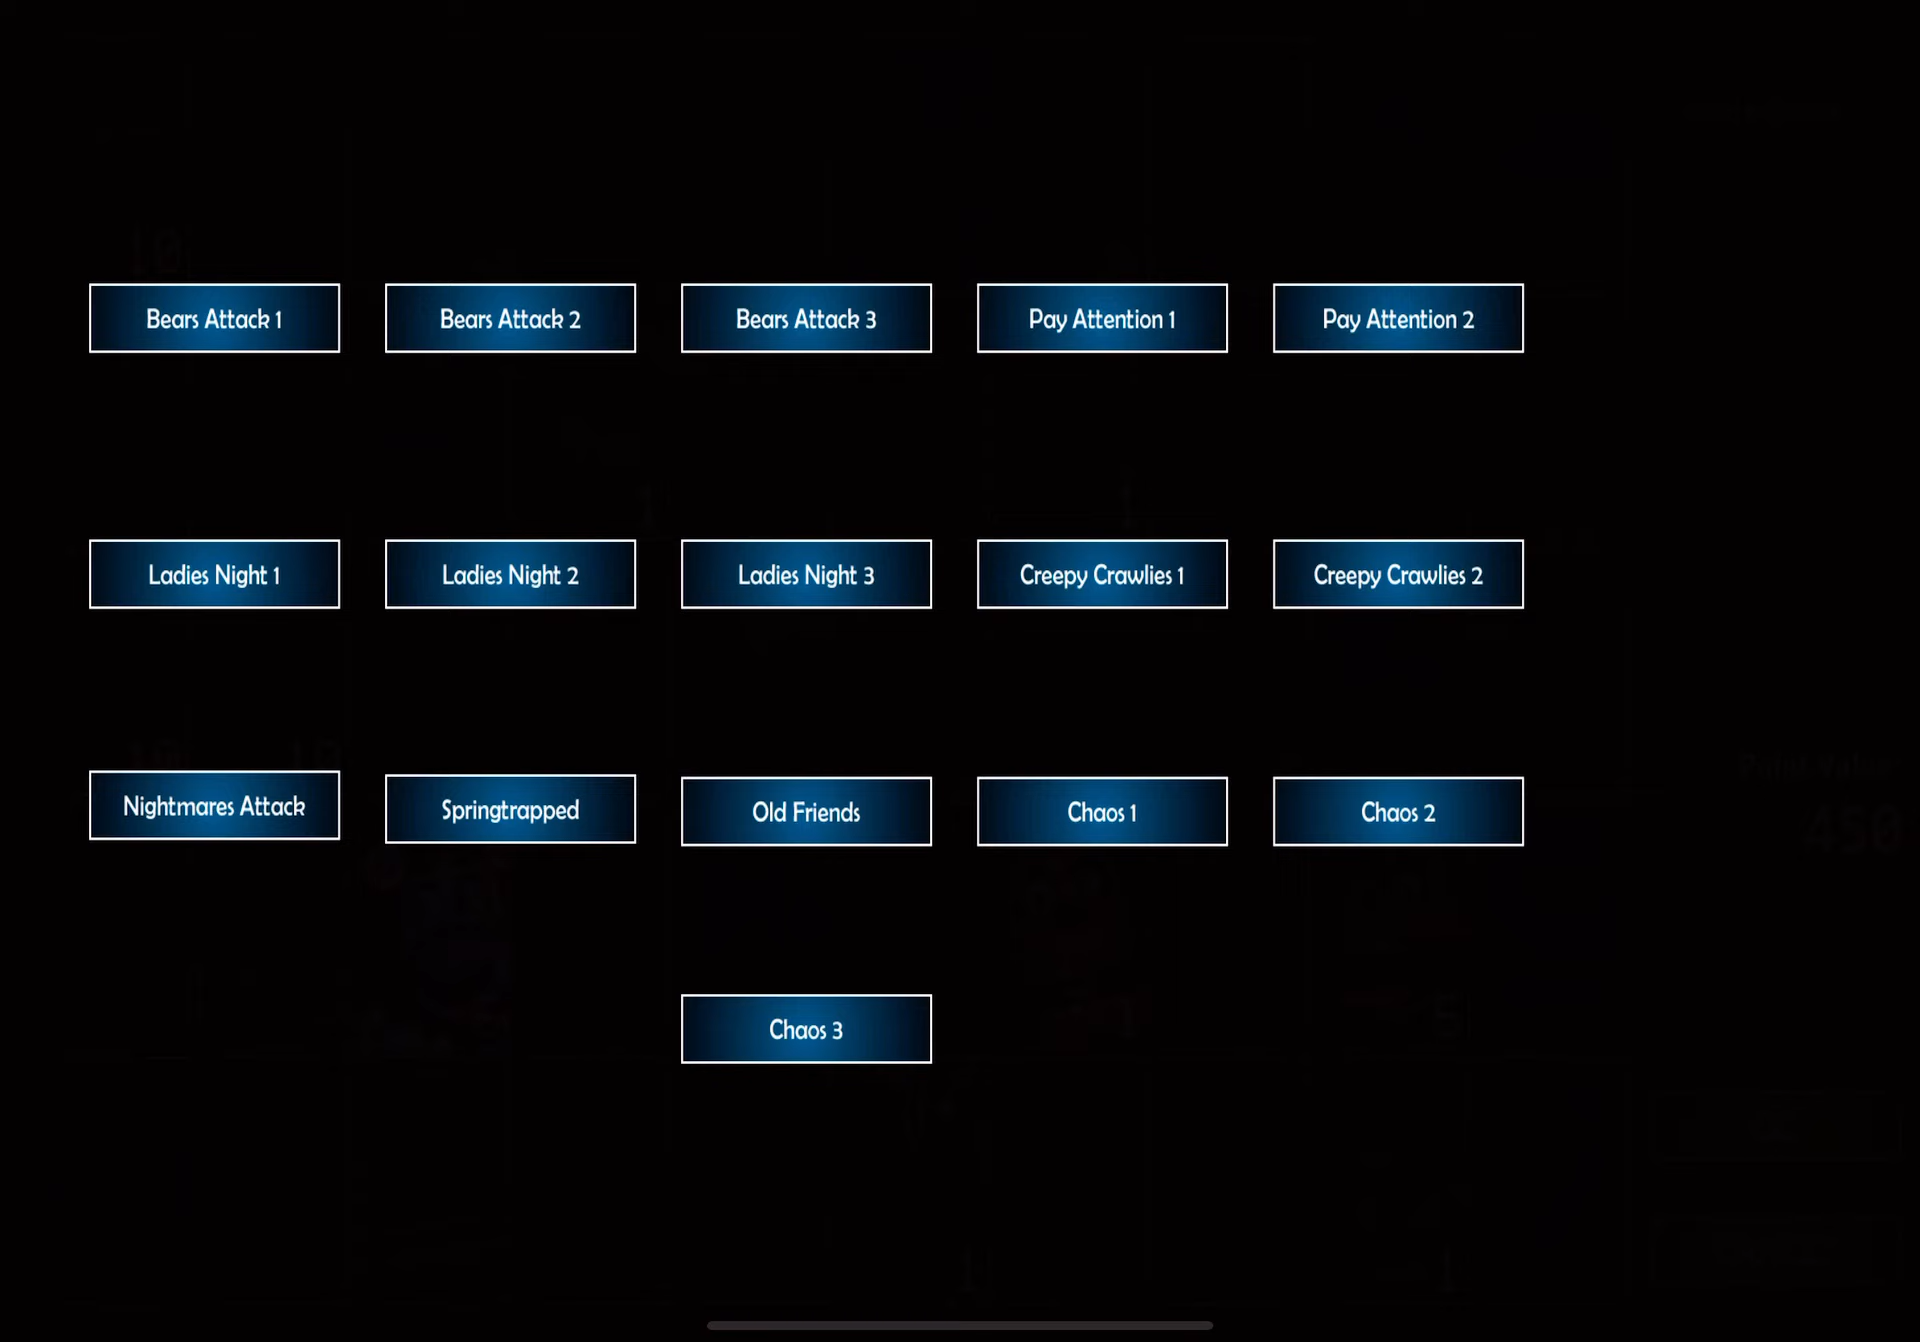 Bears Attack 1
Bears Attack 2
Bears Attack 3
Pay Attention 1
Pay Attention 2
Ladies Night 1
Ladies Night 2
Ladies Night 3
Creepy Crawlies 1
Creepy Crawlies 2
Nightmares Attack
Springtrapped
Old Friends
Chaos 1
Chaos 2
Chaos 3